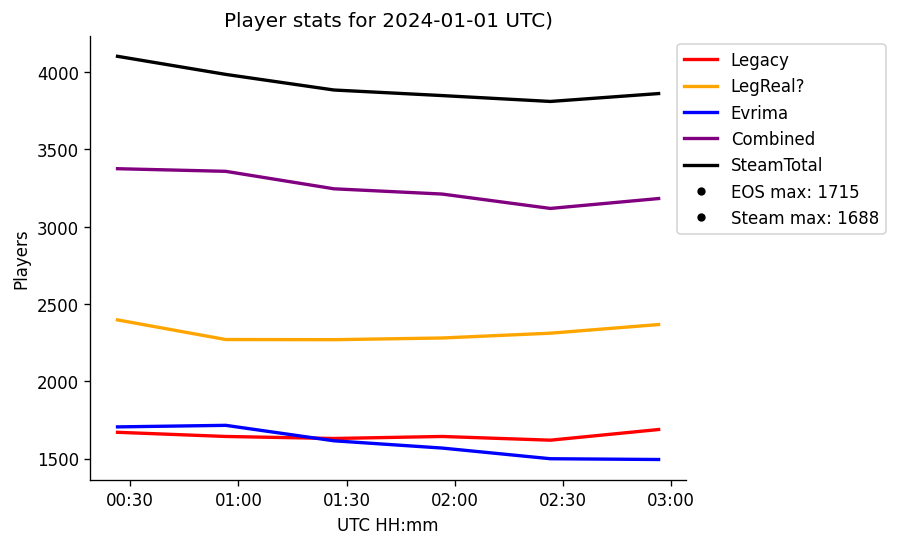 Player stats for 2024-01-01 UTC)
Legacy
LegReal?
Evrima
Combined
SteamTotal
EOS max: 1715
Steam max: 1688
Players
4000
3500
3000
2500
2000
1500
00:30 01:00 01:30 02:00 02:30 03:00
UTC HH:mm